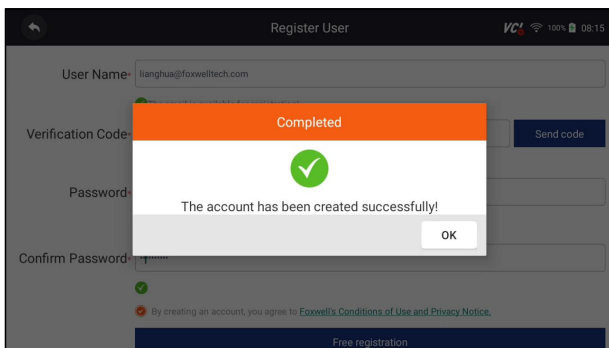 Register User
VCI 100% 08:15
User Name* lianghua@foxwelltech.com
Completed
Verification Code* Send code
Password*
The account has been created successfully!
OK
Confirm Password*
By creating an account, you agree to Foxwell's Conditions of Use and Privacy Notice.
Free registration